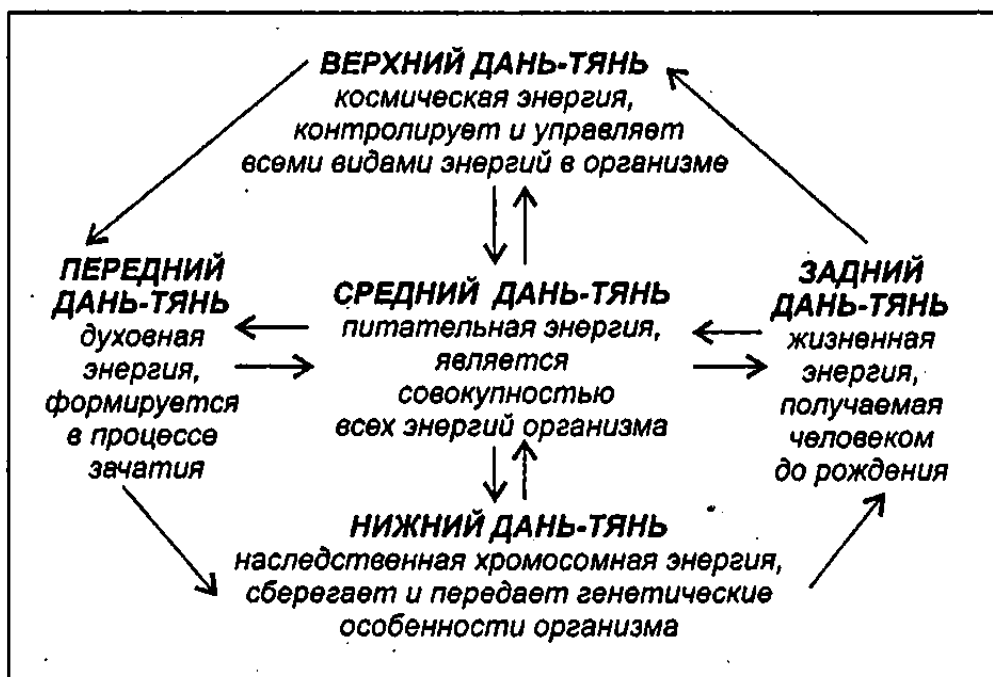 ВЕРХНИЙ ДАНЬ-ТЯНЬ
космическая энергия,
контролирует и управляет
всеми видами энергий в организме
ПЕРЕДНИЙ
ДАНЬ-ТЯНЬ
духовная
энергия,
формируется
в процессе
зачатия
СРЕДНИЙ ДАНЬ-ТЯНЬ
питательная энергия,
является
совокупностью
всех энергий организма
ЗАДНИЙ
ДАНЬ-ТЯНЬ
жизненная
энергия,
получаемая
человеком
до рождения
НИЖНИЙ ДАНЬ-ТЯНЬ
наследственная хромосомная энергия,
сберегает и передает генетические
особенности организма